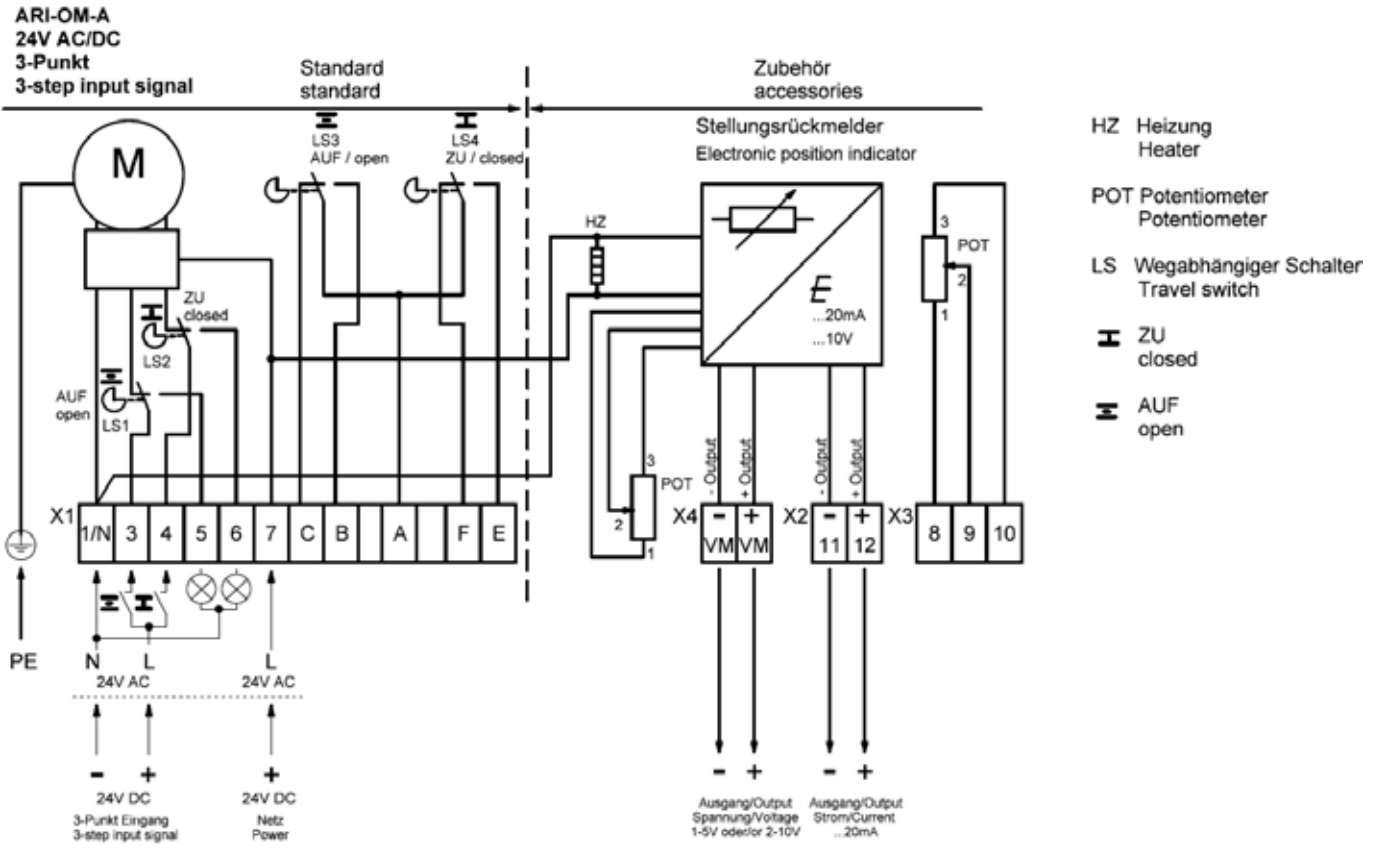 ARI-OM-A
24V AC/DC
3-Punkt
3-step input signal
Standard
standard
Zubehör
accessories
LS3
AUF / open
LS4
ZU / closed
Stellungsrückmelder
Electronic position indicator
HZ Heizung
Heater
POT Potentiometer
Potentiometer
LS Wegabhängiger Schalter
Travel switch
ZU
closed
AUF
open
M
ZU
closed
LS2
AUF
open
LS1
HZ
E
...20mA
...10V
3
POT
2
1
3
POT
2
1
- Output
+ Output
- Output
+ Output
X1
1/N 3 4 5 6 7 C B A F E
X4
- +
VM VM
X2
- +
11 12
X3
8 9 10
PE
N L L
24V AC 24V AC
- + +
24V DC 24V DC
3-Punkt Eingang
3-step input signal
Netz
Power
- + - +
Ausgang/Output
Spannung/Voltage
1-5V oder/or 2-10V
Ausgang/Output
Strom/Current
...20mA